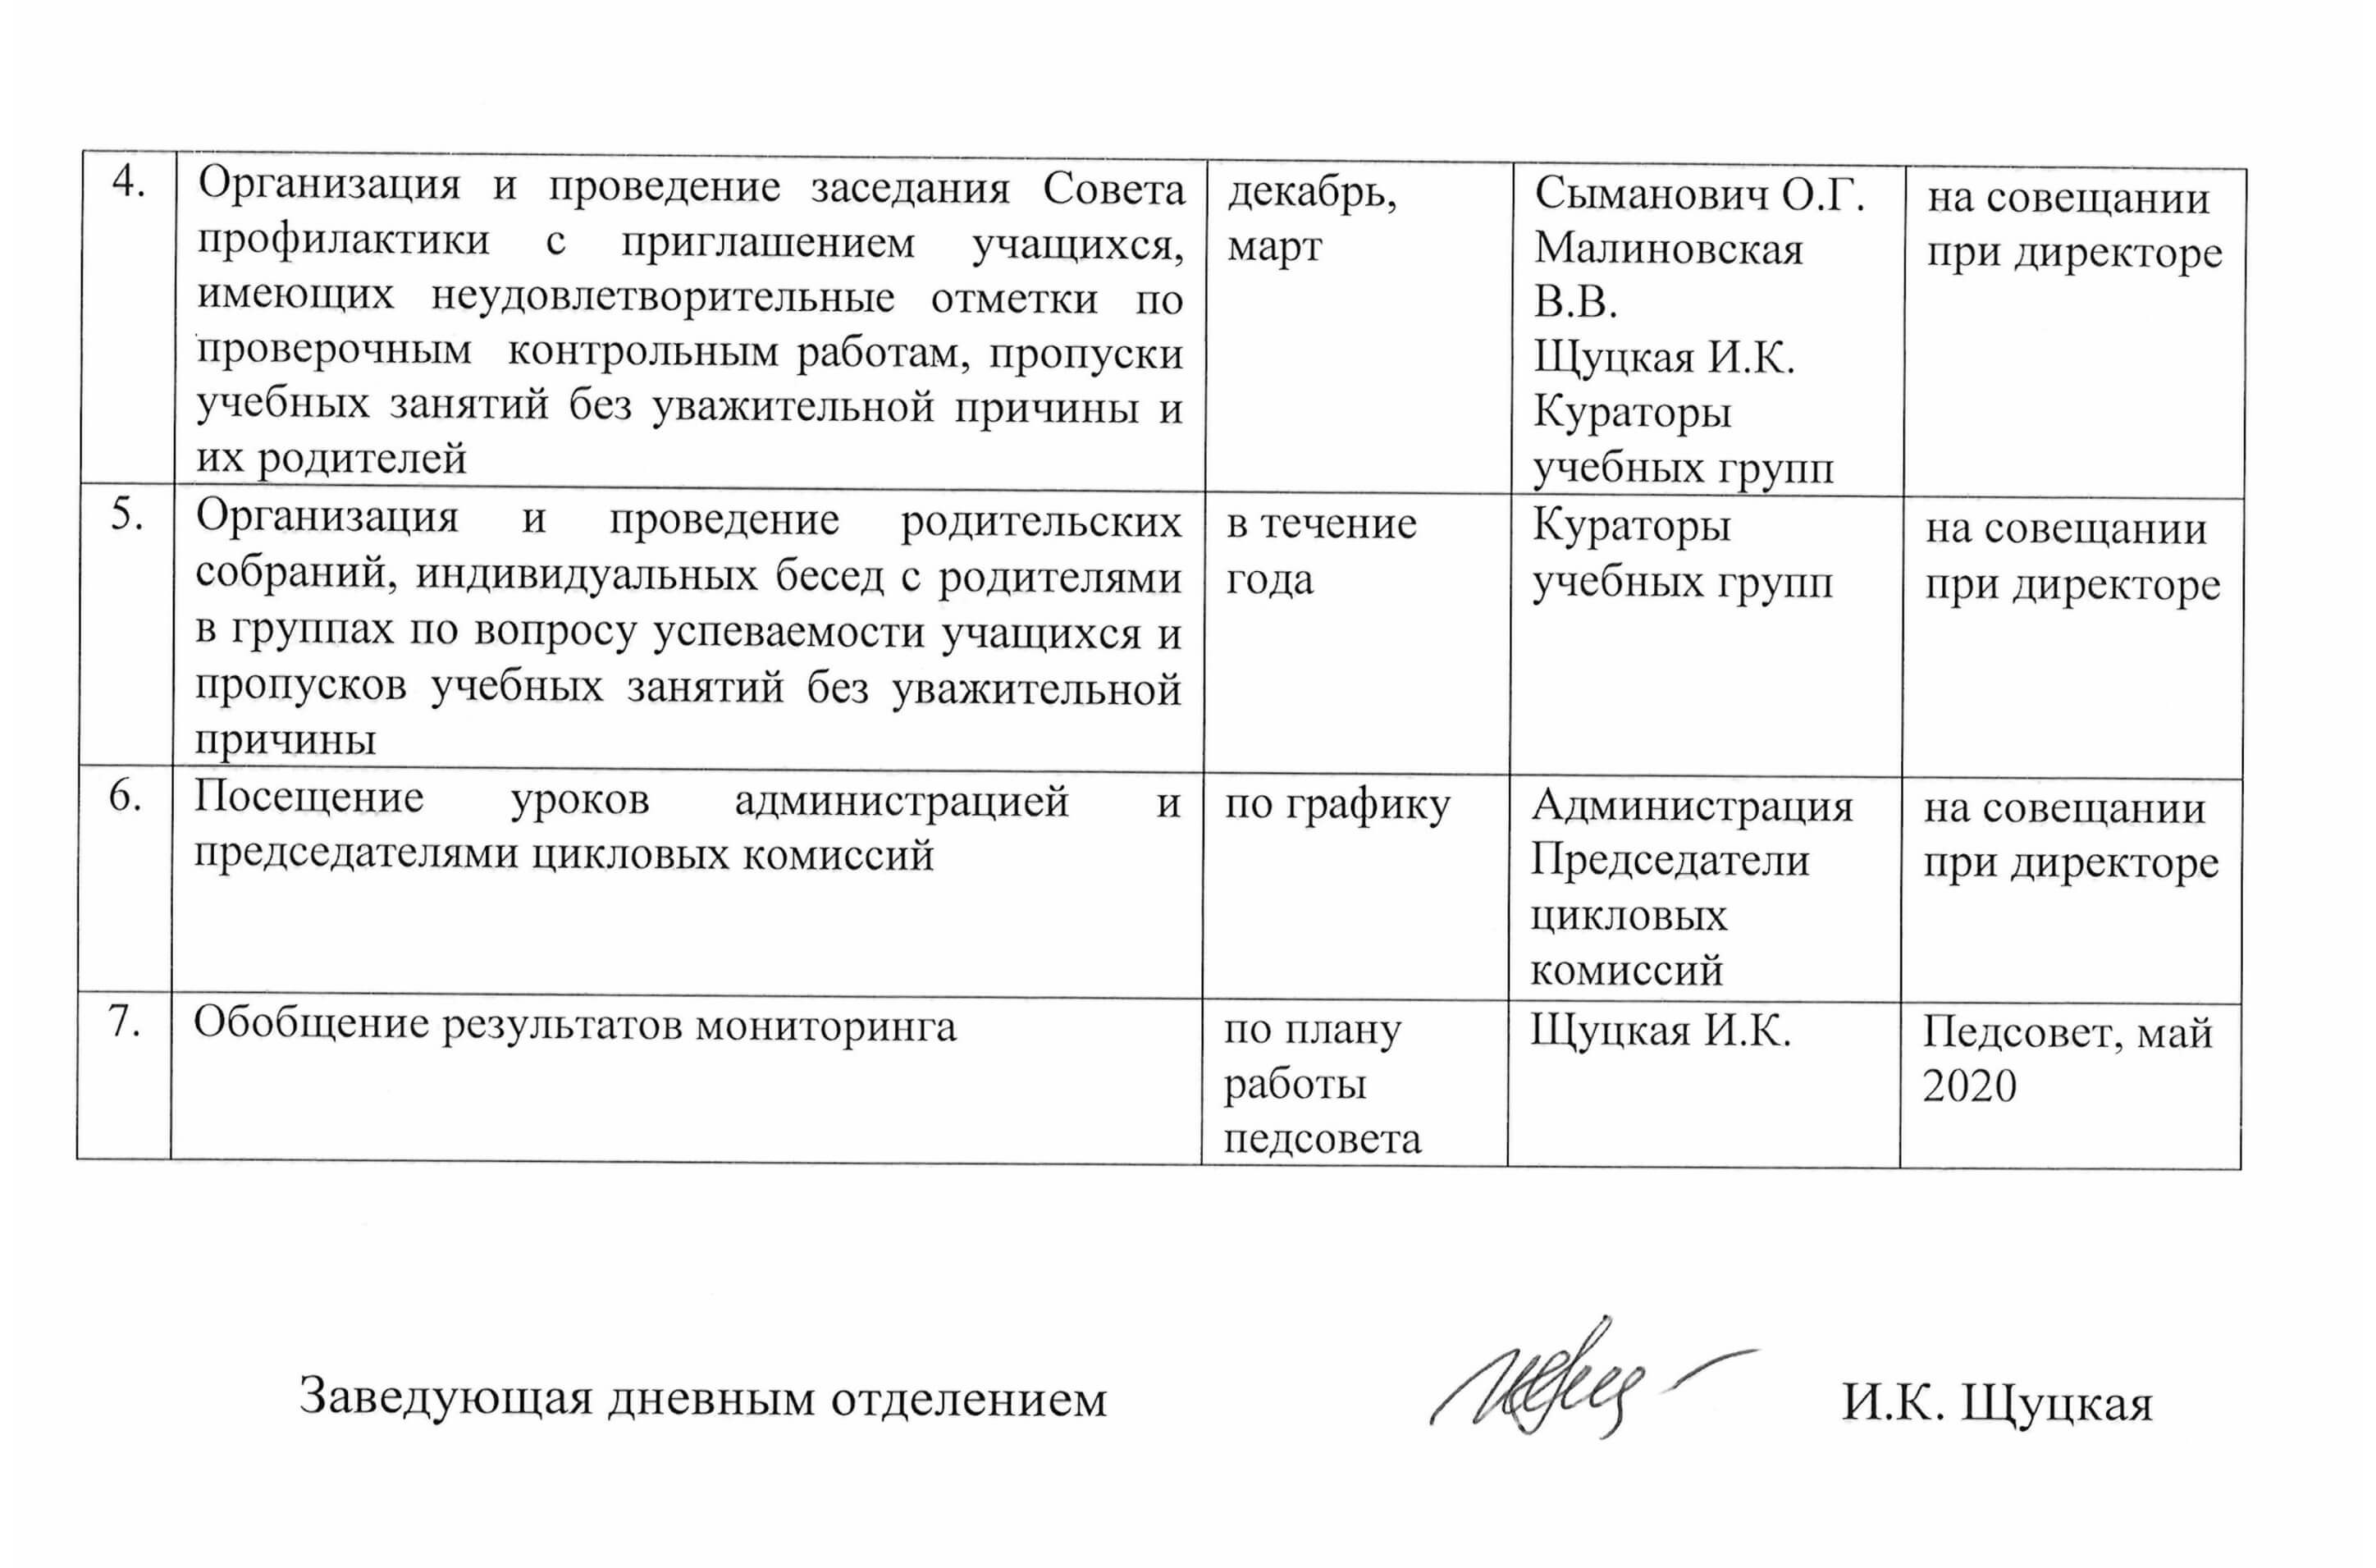 4.
Организация и проведение заседания Совета
профилактики с приглашением учащихся,
имеющих неудовлетворительные отметки по
проверочным контрольным работам, пропуски
учебных занятий без уважительной причины и
их родителей
декабрь,
март
Сыманович О.Г.
Малиновская
В.В.
Щуцкая И.К.
Кураторы
учебных групп
на совещании
при директоре
5.
Организация и проведение родительских
собраний, индивидуальных бесед с родителями
в группах по вопросу успеваемости учащихся и
пропусков учебных занятий без уважительной
причины
в течение
года
Кураторы
учебных групп
на совещании
при директоре
6.
Посещение уроков администрацией и
председателями цикловых комиссий
по графику
Администрация
Председатели
цикловых
комиссий
на совещании
при директоре
7.
Обобщение результатов мониторинга
по плану
работы
педсовета
Щуцкая И.К.
Педсовет, май
2020
Заведующая дневным отделением
И.К. Щуцкая